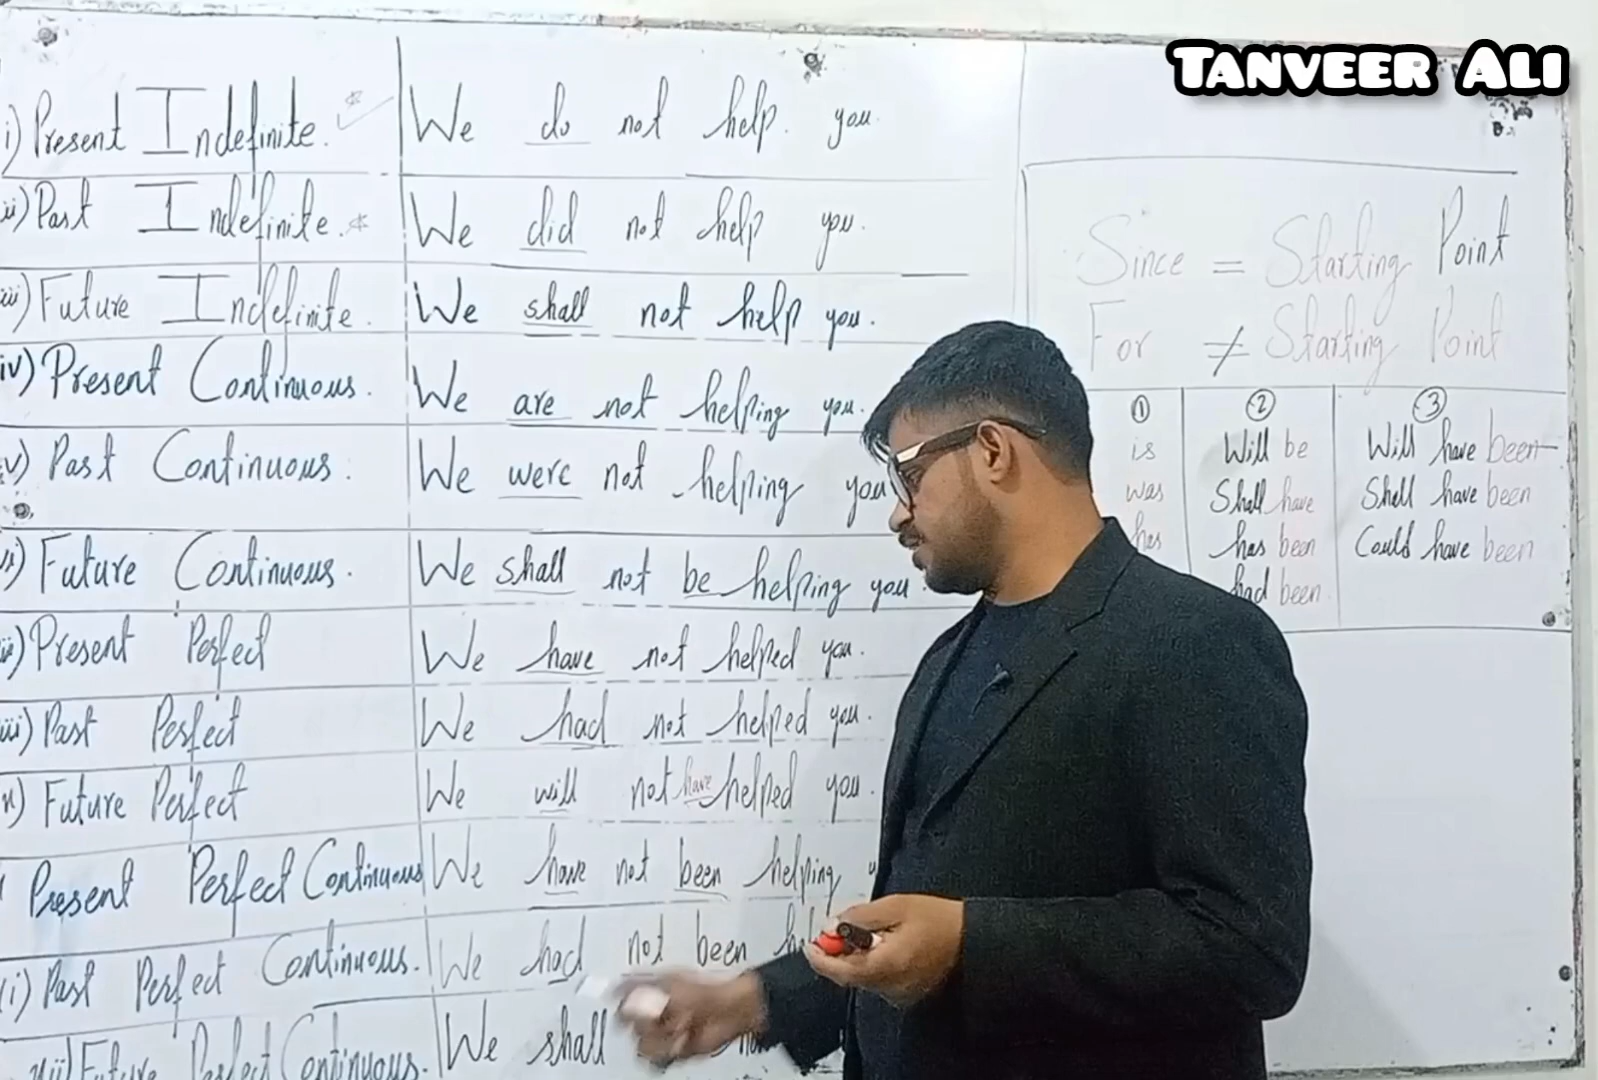 TANVEER ALI
i) Present Indefinite. We do not help. you.
ii) Past Indefinite. We did not help you.
iii) Future Indefinite. We shall not help you.
iv) Present Continuous. We are not helping you.
v) Past Continuous. We were not helping you
vi) Future Continuous. We shall not be helping you
Present Perfect We have not helped you.
Past Perfect We had not helped you.
Future Perfect We will not have helped you.
Present Perfect Continuous We have not been helping
Past Perfect Continuous. We had not been
Future Perfect Continuous. We shall
Since = Starting Point
For ≠ Starting Point
① ② ③
is Will be Will have been
was Shall have Shall have been
has has been Could have been
had been